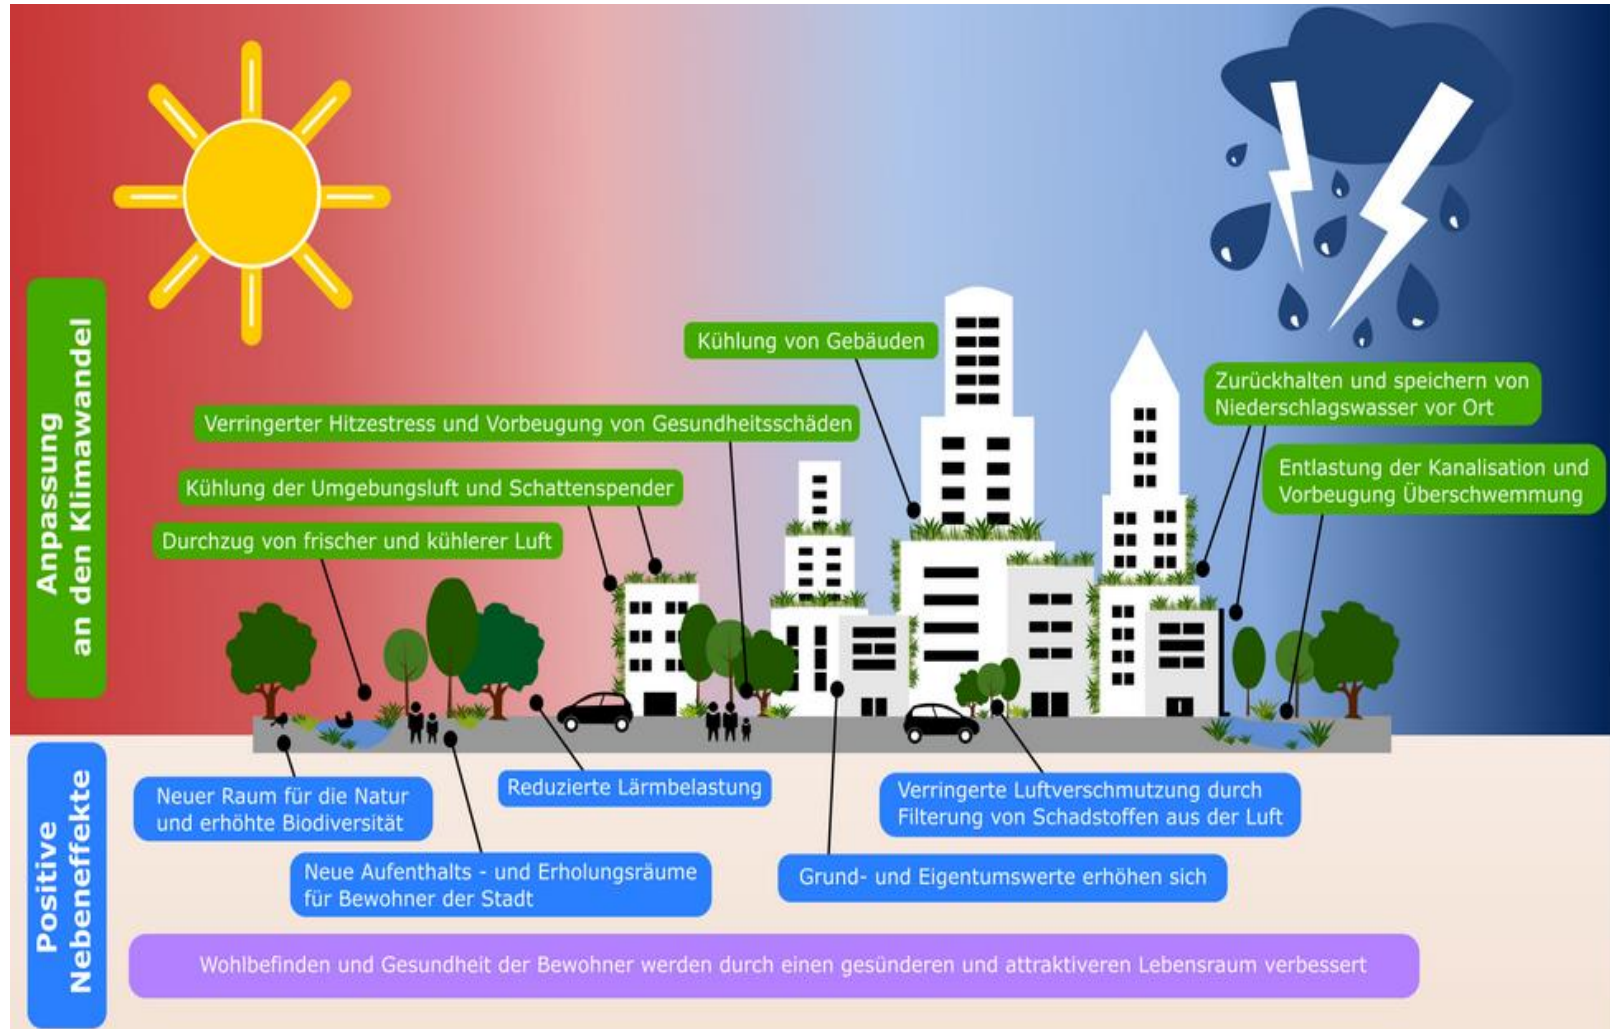 Anpassung
an den Klimawandel
Kühlung von Gebäuden
Verringerter Hitzestress und Vorbeugung von Gesundheitsschäden
Kühlung der Umgebungsluft und Schattenspender
Durchzug von frischer und kühlerer Luft
Zurückhalten und speichern von
Niederschlagswasser vor Ort
Entlastung der Kanalisation und
Vorbeugung Überschwemmung
Positive
Nebeneffekte
Neuer Raum für die Natur
und erhöhte Biodiversität
Neue Aufenthalts - und Erholungsräume
für Bewohner der Stadt
Reduzierte Lärmbelastung
Grund- und Eigentumswerte erhöhen sich
Verringerte Luftverschmutzung durch
Filterung von Schadstoffen aus der Luft
Wohlbefinden und Gesundheit der Bewohner werden durch einen gesünderen und attraktiveren Lebensraum verbessert